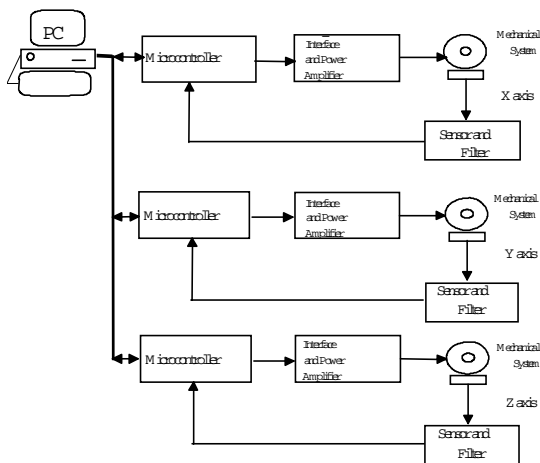 PC
Microcontroller
Interface
and Power
Amplifier
Mechanical
System
X axis
Sensor and
Filter
Microcontroller
Interface
and Power
Amplifier
Mechanical
System
Y axis
Sensor and
Filter
Microcontroller
Interface
and Power
Amplifier
Mechanical
System
Z axis
Sensor and
Filter